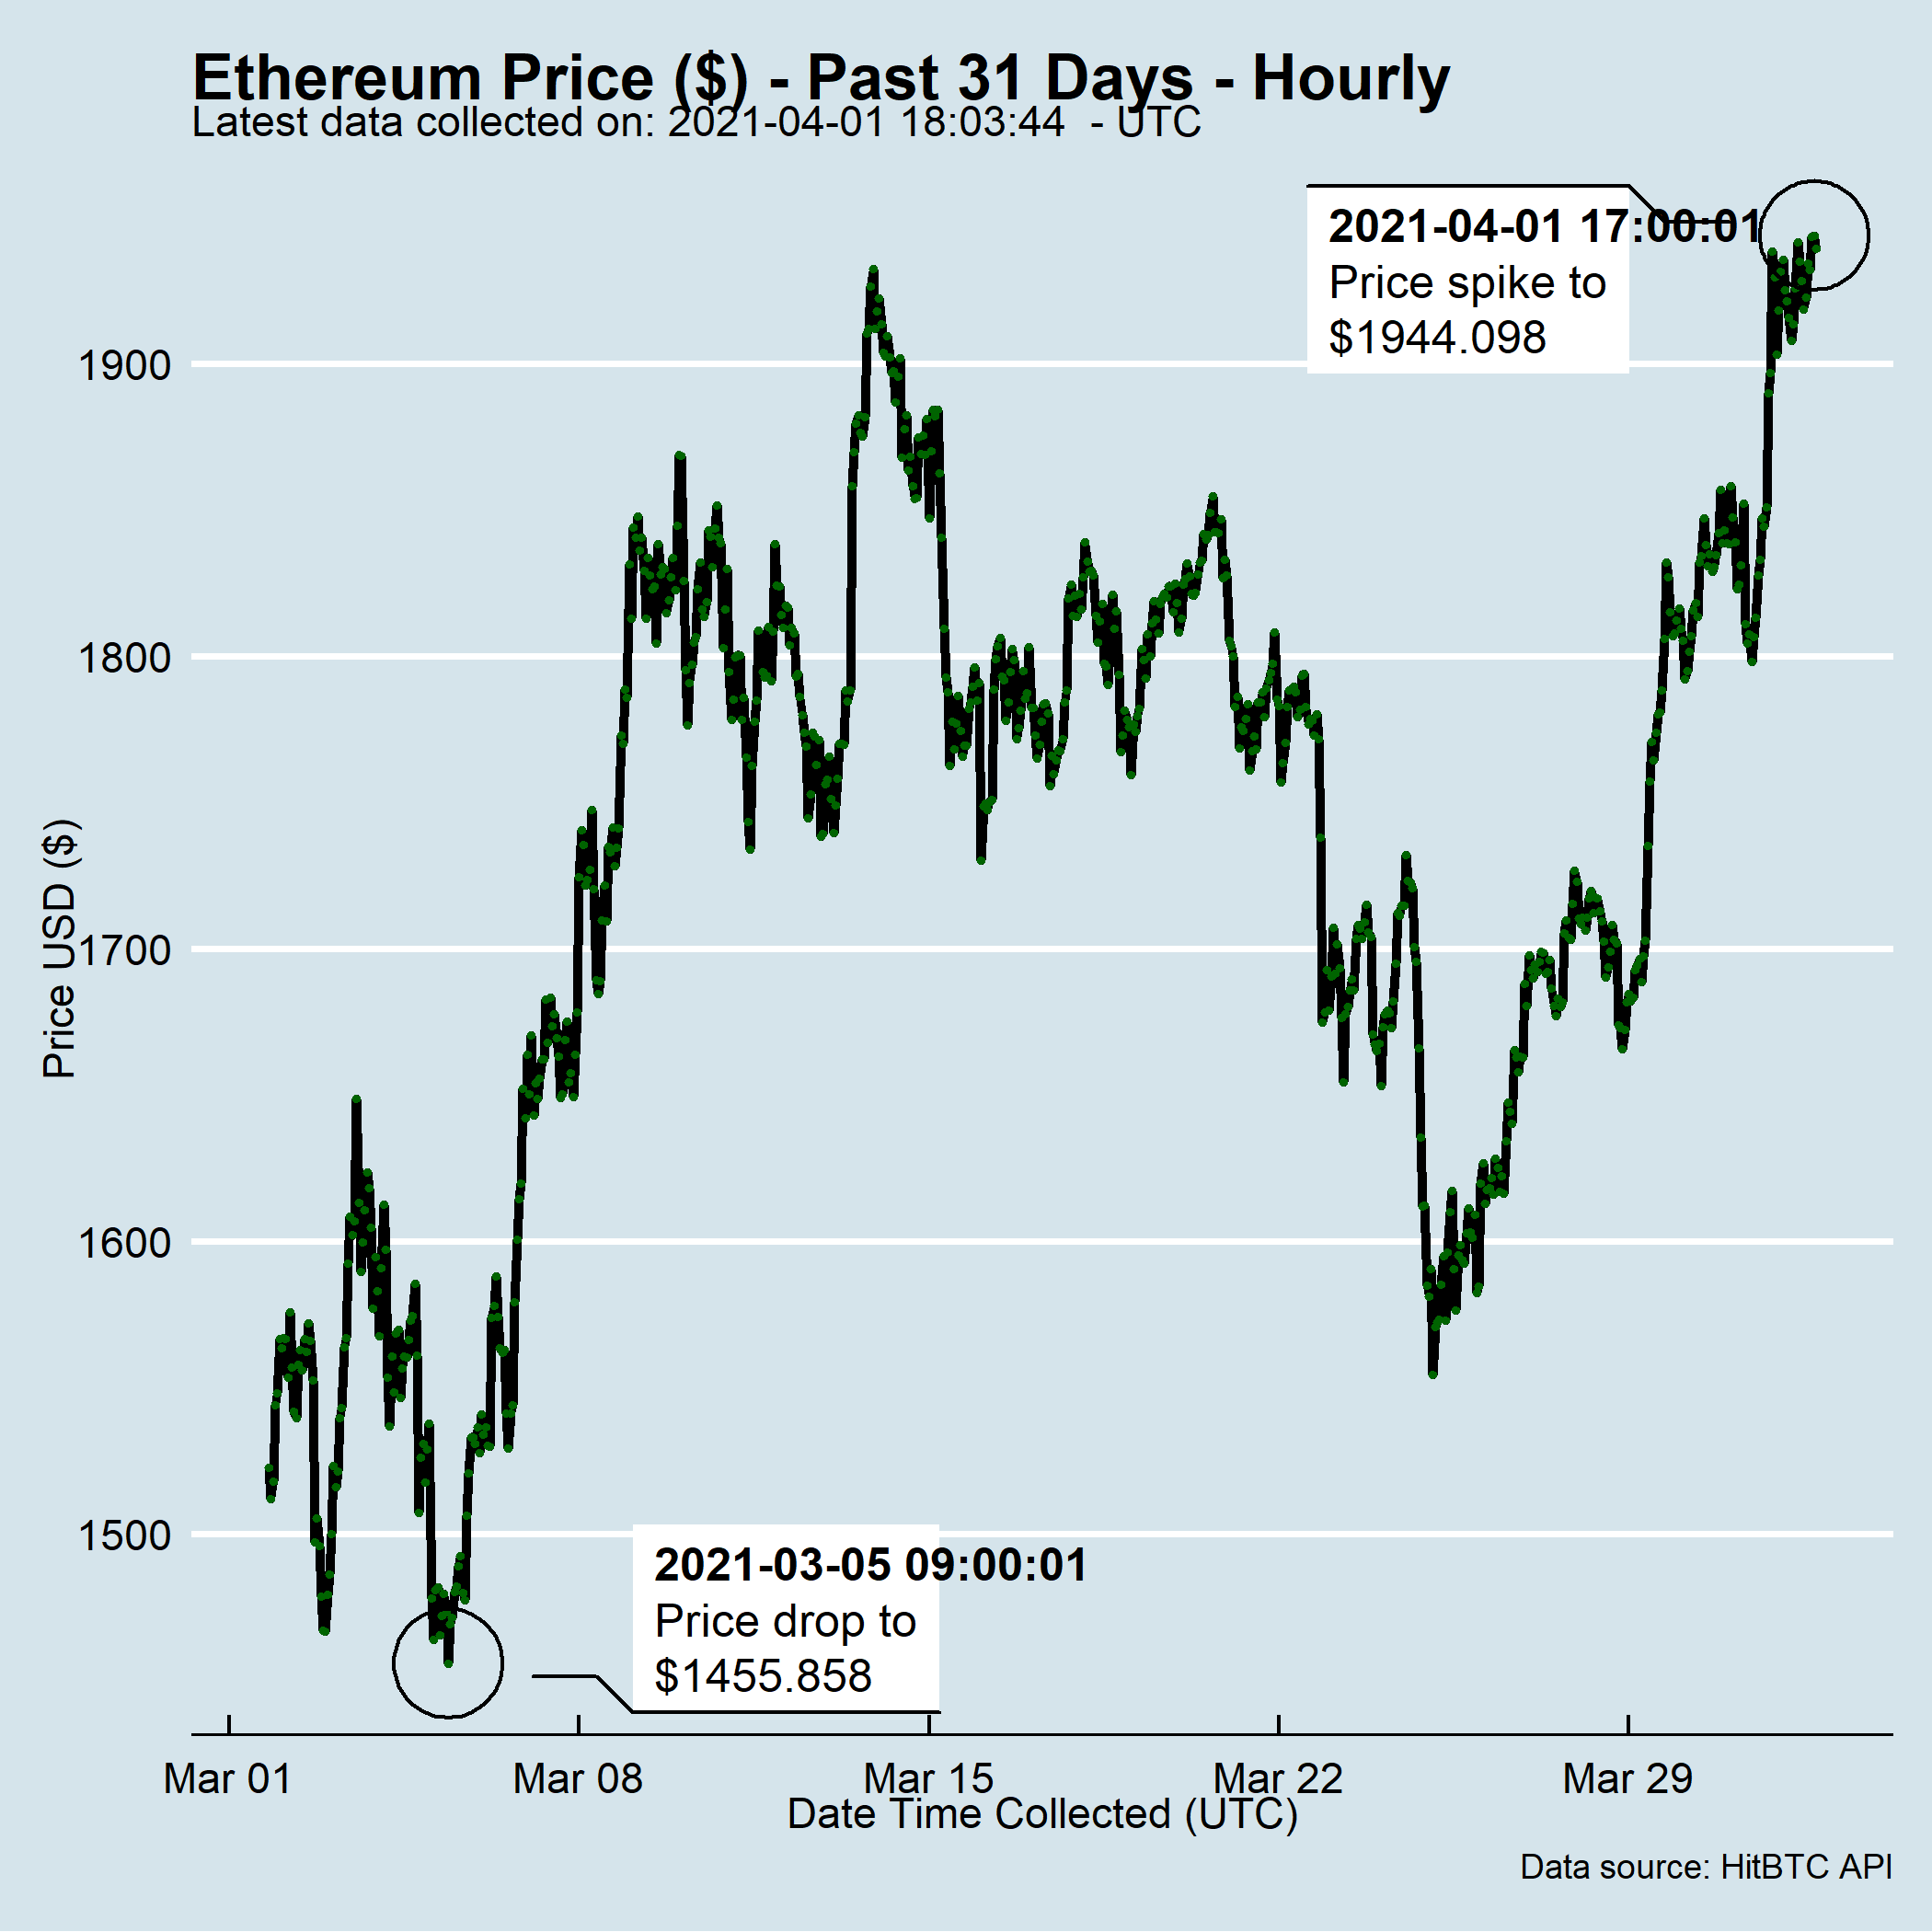 Ethereum Price ($) - Past 31 Days - Hourly
Latest data collected on: 2021-04-01 18:03:44  - UTC
2021-04-01 17:00:01
Price spike to
$1944.098
1900
1800
Price USD ($)
1700
1600
1500
2021-03-05 09:00:01
Price drop to
$1455.858
Mar 01
Mar 08
Mar 15
Mar 22
Mar 29
Date Time Collected (UTC)
Data source: HitBTC API